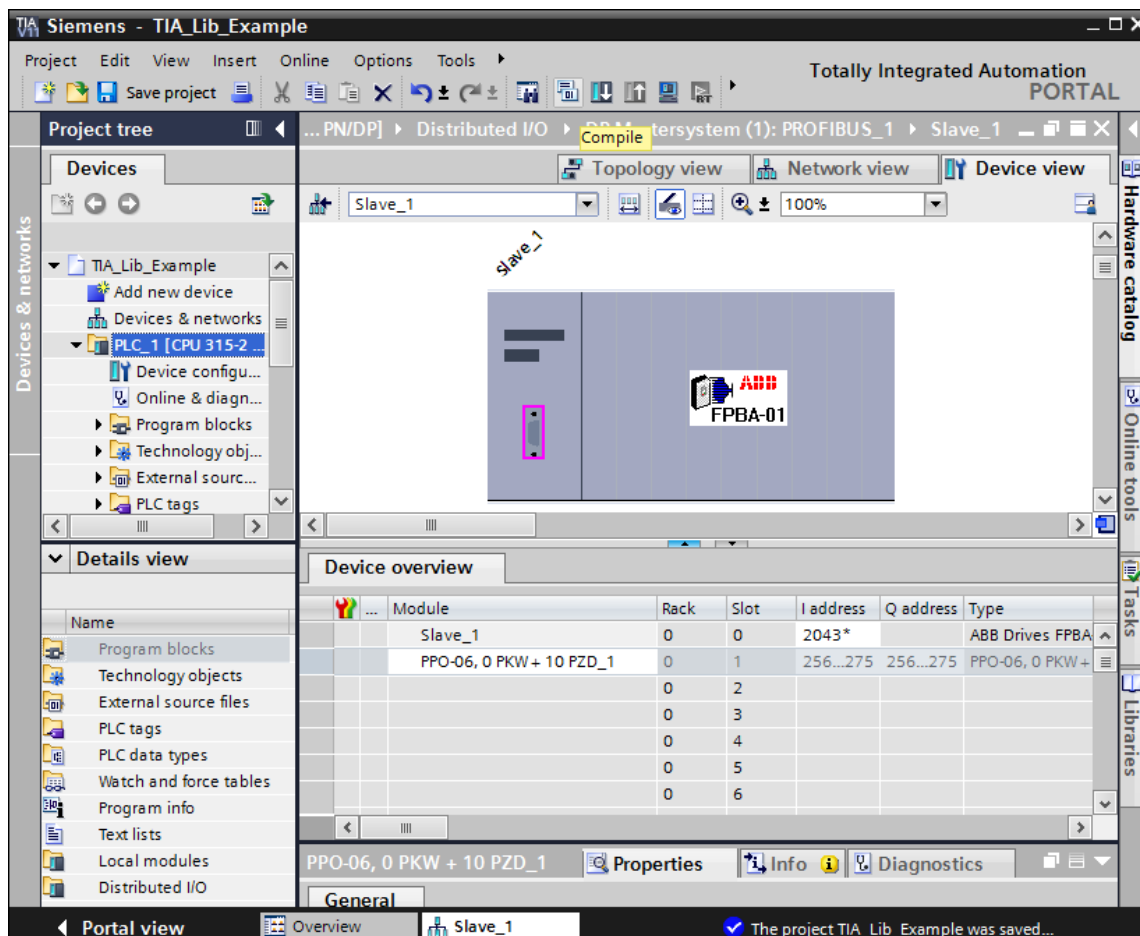 Siemens - TIA_Lib_Example
Project Edit View Insert Online Options Tools
Totally Integrated Automation
PORTAL
Save project
Project tree
... PN/DP] Distributed I/O tersystem (1): PROFIBUS_1 Slave_1
Compile
Devices
Topology view Network view Device view
Slave_1 100%
Slave_1
TIA_Lib_Example
Add new device
Devices & networks
PLC_1 [CPU 315-2 ...
Device configu...
Online & diagn...
Program blocks
Technology obj...
External sourc...
PLC tags
ABB
FPBA-01
Devices & networks
Hardware catalog
Online tools
Tasks
Libraries
Details view
Name
Program blocks
Technology objects
External source files
PLC tags
PLC data types
Watch and force tables
Program info
Text lists
Local modules
Distributed I/O
Device overview
... Module Rack Slot I address Q address Type
Slave_1 0 0 2043* ABB Drives FPBA
PPO-06, 0 PKW + 10 PZD_1 0 1 256...275 256...275 PPO-06, 0 PKW +
0 2
0 3
0 4
0 5
0 6
PPO-06, 0 PKW + 10 PZD_1 Properties Info Diagnostics
General
Portal view Overview Slave_1 The project TIA_Lib_Example was saved...